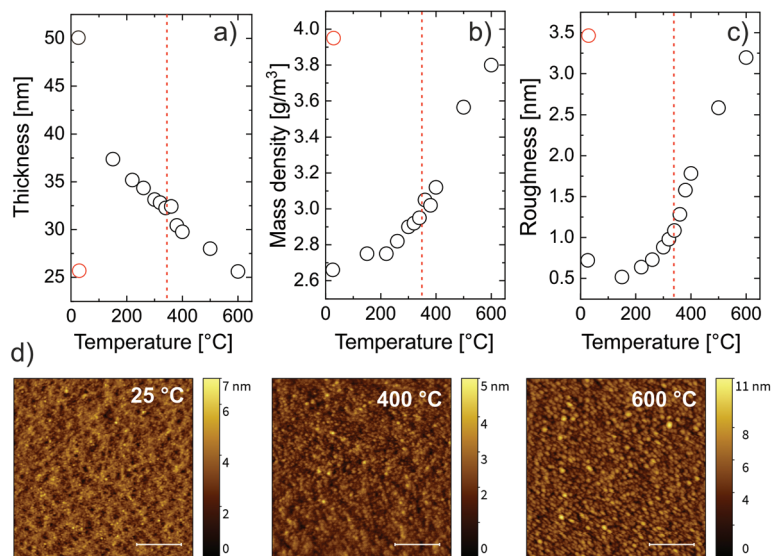 a)
Thickness [nm]
50
45
40
35
30
25
0 200 400 600
Temperature [°C]
b)
Mass density [g/m³]
4.0
3.8
3.6
3.4
3.2
3.0
2.8
2.6
0 200 400 600
Temperature [°C]
c)
Roughness [nm]
3.5
3.0
2.5
2.0
1.5
1.0
0.5
0 200 400 600
Temperature [°C]
d)
25 °C
7 nm
6
4
2
0
400 °C
5 nm
4
3
2
1
0
600 °C
11 nm
8
6
4
2
0